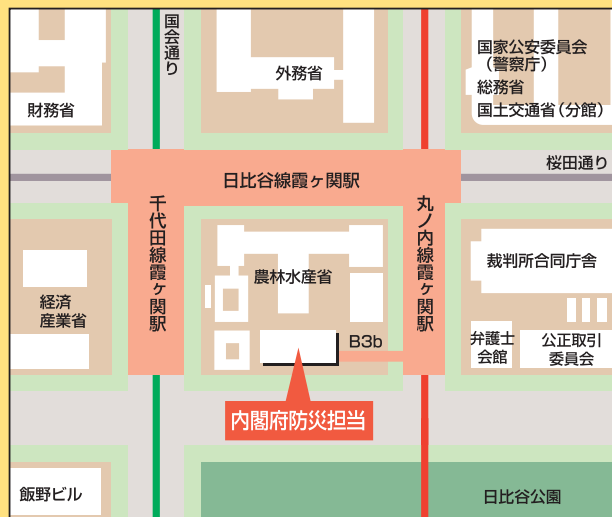 国会通り
外務省
国家公安委員会
（警察庁）
総務省
国土交通省（分館）
財務省
桜田通り
日比谷線霞ヶ関駅
千代田線霞ヶ関駅
丸ノ内線霞ヶ関駅
農林水産省
裁判所合同庁舎
経済
産業省
B3b
弁護士
会館
公正取引
委員会
内閣府防災担当
飯野ビル
日比谷公園